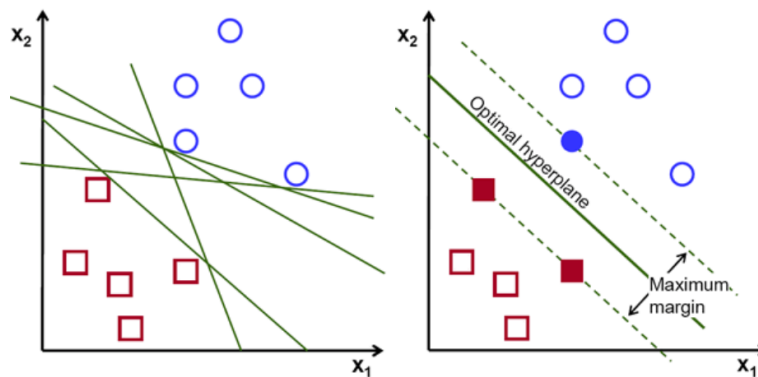 x₂
x₁
x₂
Optimal hyperplane
Maximum
margin
x₁